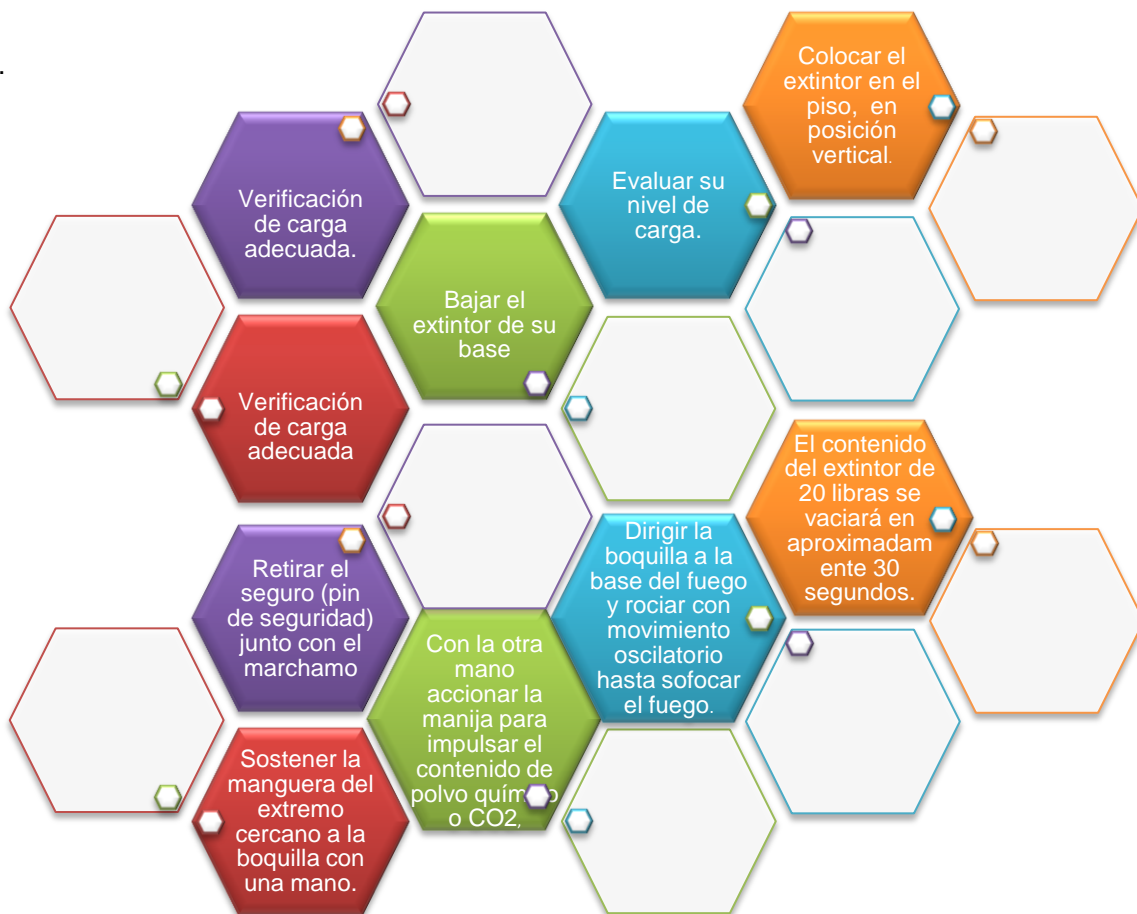 .
Verificación
de carga
adecuada.
Bajar el
extintor de su
base
Evaluar su
nivel de
carga.
Colocar el
extintor en el
piso, en
posición
vertical.
Verificación
de carga
adecuada
Retirar el
seguro (pin
de seguridad)
junto con el
marchamo
Sostener la
manguera del
extremo
cercano a la
boquilla con
una mano.
Con la otra
mano
accionar la
manija para
impulsar el
contenido de
polvo
o CO2,
Dirigir la
boquilla a la
base del fuego
y rociar con
movimiento
oscilatorio
hasta sofocar
el fuego.
El contenido
del extintor de
20 libras se
vaciará en
aproximadam
ente 30
segundos.